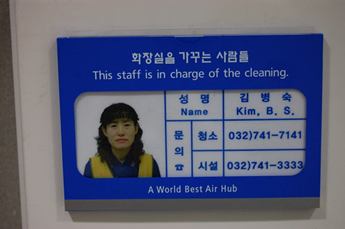 화장실을 가꾸는 사람들
This staff is in charge of the cleaning.
성 명 김 병 숙
Name Kim, B. S.
문의☎ 청소 032)741-7141
시설 032)741-3333
A World Best Air Hub